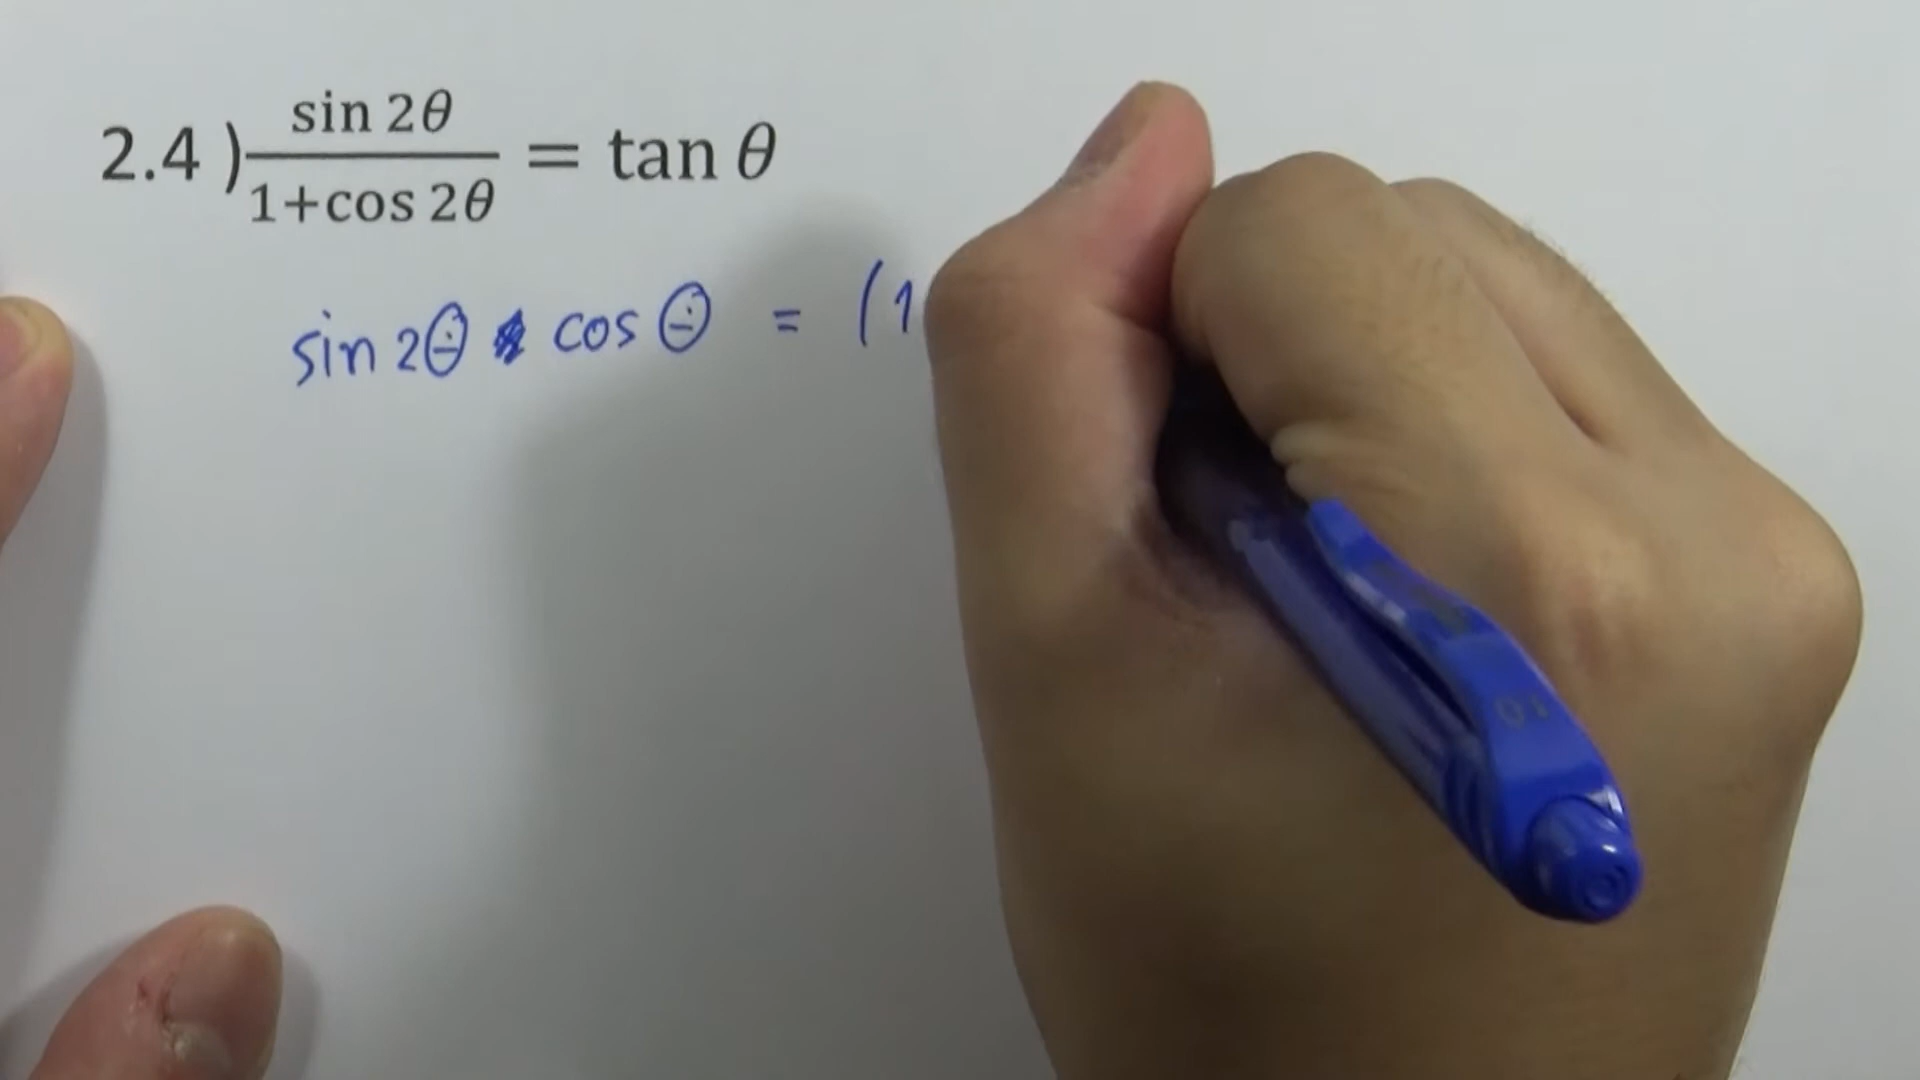 2.4 ) sin 2θ / 1+cos 2θ = tan θ
sin 2θ · cos θ = (1